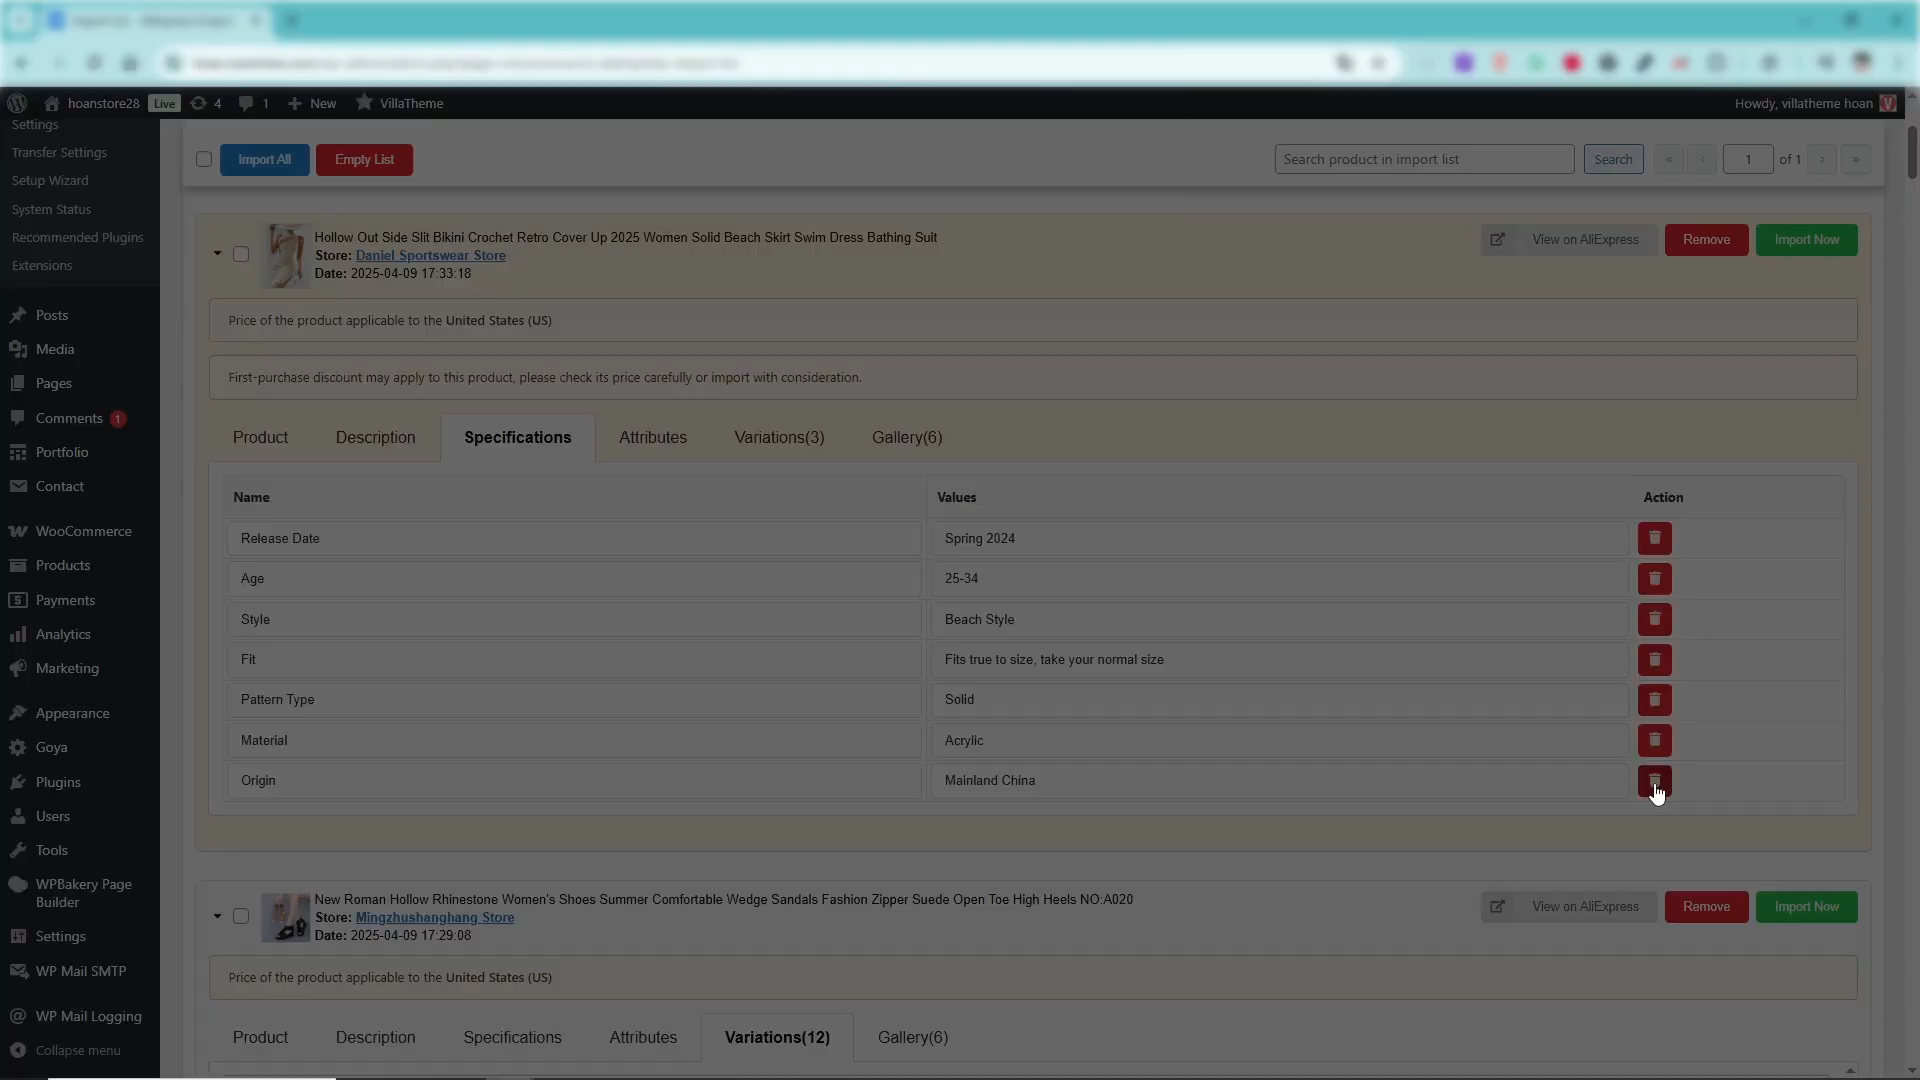 hoanstore28 Live 4 1 New VillaTheme Howdy, villatheme hoan
Settings
Transfer Settings
Setup Wizard
System Status
Recommended Plugins
Extensions
Posts
Media
Pages
Comments 1
Portfolio
Contact
WooCommerce
Products
Payments
Analytics
Marketing
Appearance
Goya
Plugins
Users
Tools
WPBakery Page
Builder
Settings
WP Mail SMTP
WP Mail Logging
Collapse menu
Import All Empty List Search product in import list Search « ‹ 1 of 1 › »
Hollow Out Side Slit Bikini Crochet Retro Cover Up 2025 Women Solid Beach Skirt Swim Dress Bathing Suit
Store: Daniel Sportswear Store
Date: 2025-04-09 17:33:18
View on AliExpress Remove Import Now
Price of the product applicable to the United States (US)
First-purchase discount may apply to this product, please check its price carefully or import with consideration.
Product Description Specifications Attributes Variations(3) Gallery(6)
Name Values Action
Release Date Spring 2024
Age 25-34
Style Beach Style
Fit Fits true to size, take your normal size
Pattern Type Solid
Material Acrylic
Origin Mainland China
New Roman Hollow Rhinestone Women's Shoes Summer Comfortable Wedge Sandals Fashion Zipper Suede Open Toe High Heels NO:A020
Store: Mingzhushanghang Store
Date: 2025-04-09 17:29:08
View on AliExpress Remove Import Now
Price of the product applicable to the United States (US)
Product Description Specifications Attributes Variations(12) Gallery(6)